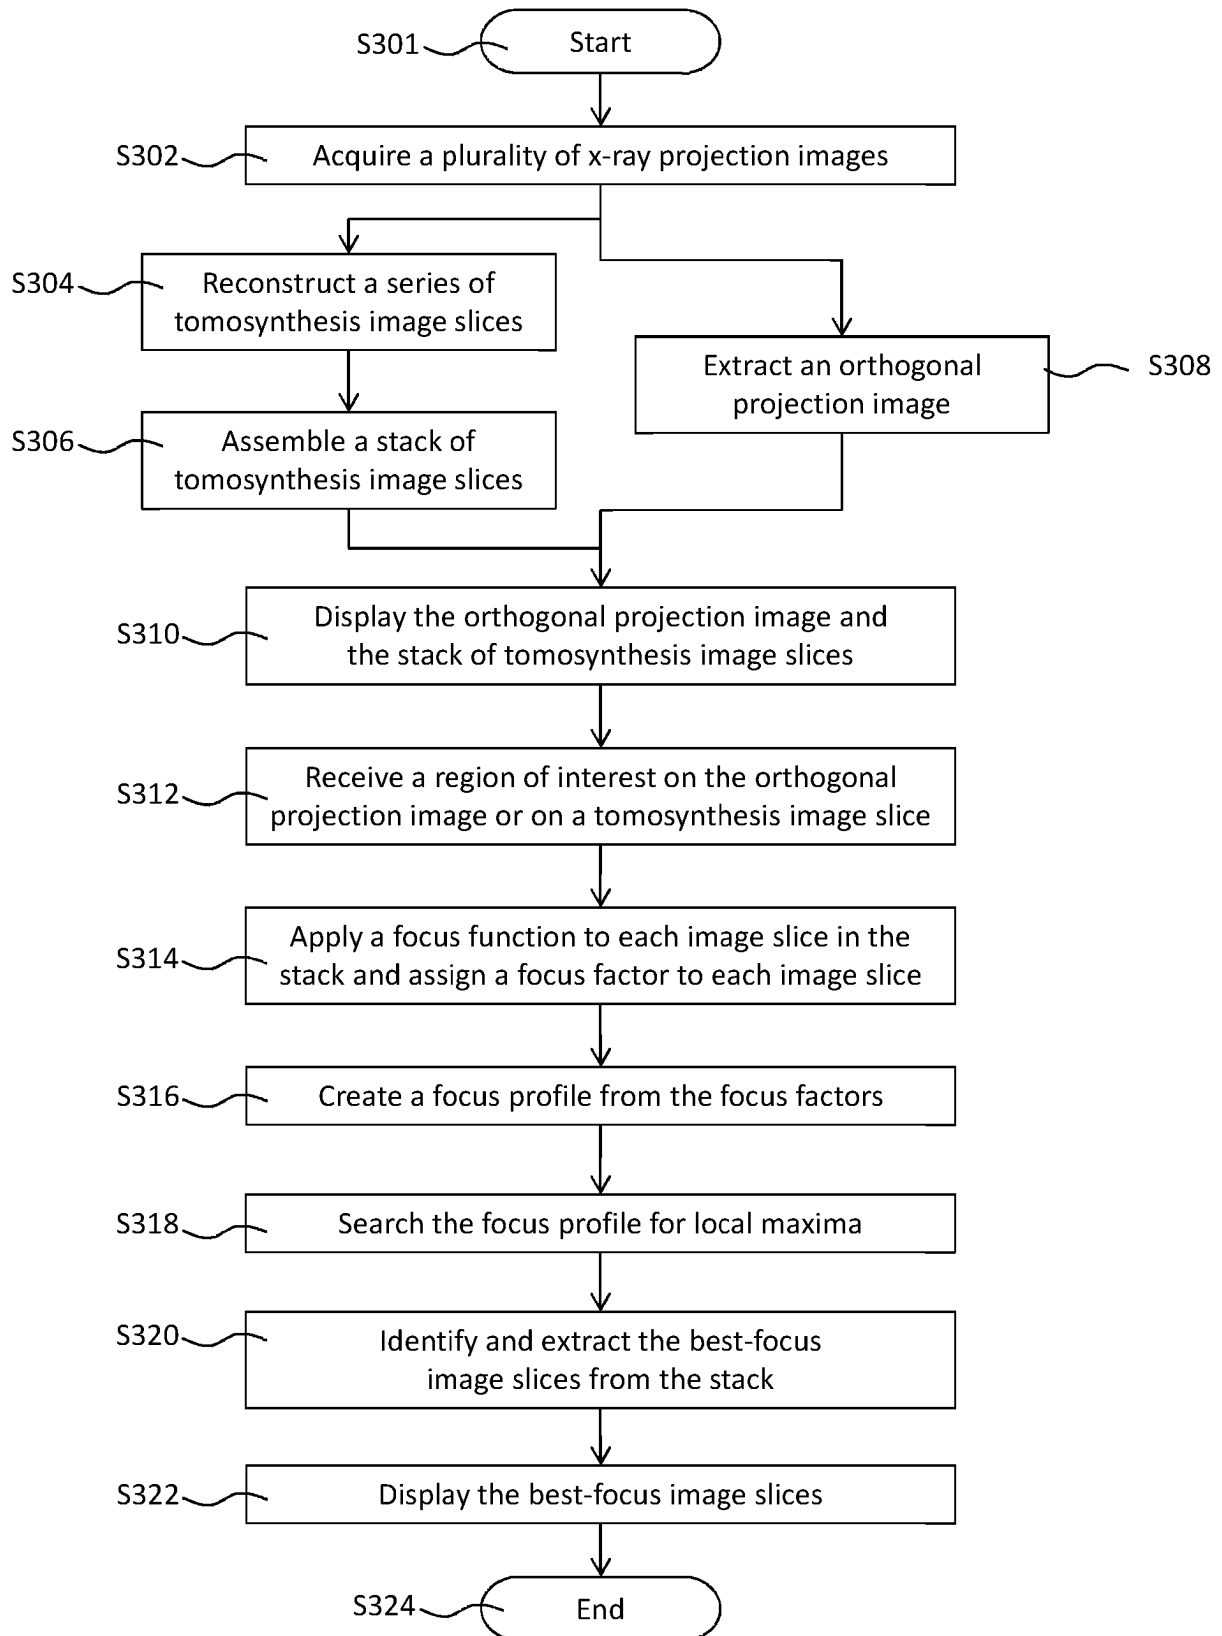 S301
Start
S302
Acquire a plurality of x-ray projection images
S304
Reconstruct a series of
tomosynthesis image slices
S308
Extract an orthogonal
projection image
S306
Assemble a stack of
tomosynthesis image slices
S310
Display the orthogonal projection image and
the stack of tomosynthesis image slices
S312
Receive a region of interest on the orthogonal
projection image or on a tomosynthesis image slice
S314
Apply a focus function to each image slice in the
stack and assign a focus factor to each image slice
S316
Create a focus profile from the focus factors
S318
Search the focus profile for local maxima
S320
Identify and extract the best-focus
image slices from the stack
S322
Display the best-focus image slices
S324
End